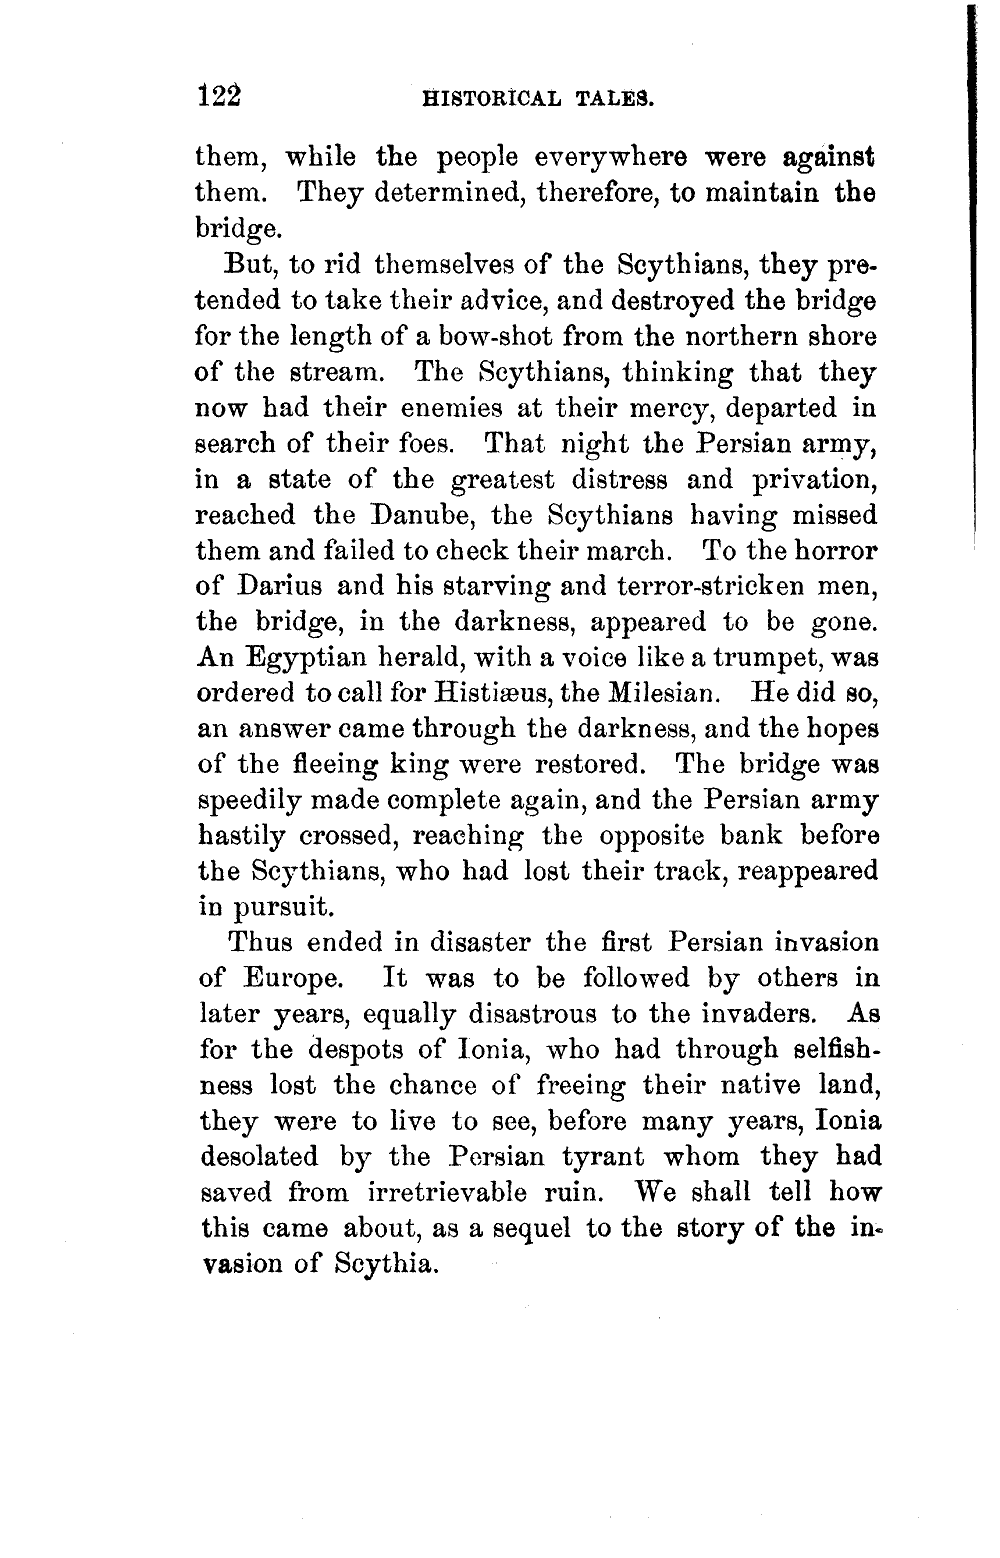 122 HISTORICAL TALES.
them, while the people everywhere were against
them. They determined, therefore, to maintain the
bridge.
But, to rid themselves of the Scythians, they pre-
tended to take their advice, and destroyed the bridge
for the length of a bow-shot from the northern shore
of the stream. The Scythians, thinking that they
now had their enemies at their mercy, departed in
search of their foes. That night the Persian army,
in a state of the greatest distress and privation,
reached the Danube, the Scythians having missed
them and failed to check their march. To the horror
of Darius and his starving and terror-stricken men,
the bridge, in the darkness, appeared to be gone.
An Egyptian herald, with a voice like a trumpet, was
ordered to call for Histiæus, the Milesian. He did so,
an answer came through the darkness, and the hopes
of the fleeing king were restored. The bridge was
speedily made complete again, and the Persian army
hastily crossed, reaching the opposite bank before
the Scythians, who had lost their track, reappeared
in pursuit.
Thus ended in disaster the first Persian invasion
of Europe. It was to be followed by others in
later years, equally disastrous to the invaders. As
for the despots of Ionia, who had through selfish-
ness lost the chance of freeing their native land,
they were to live to see, before many years, Ionia
desolated by the Persian tyrant whom they had
saved from irretrievable ruin. We shall tell how
this came about, as a sequel to the story of the in-
vasion of Scythia.